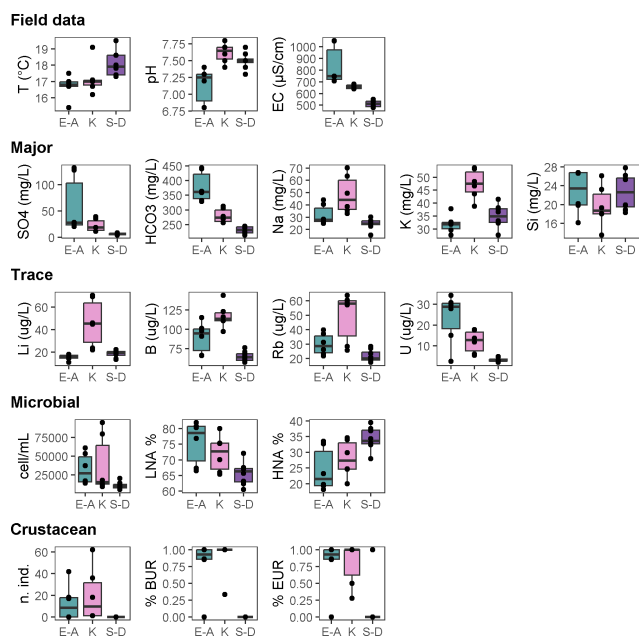 Field data
T (°C)
19
18
17
16
E-A K S-D
pH
7.75
7.50
7.25
7.00
6.75
E-A K S-D
EC (µS/cm)
1000
900
800
700
600
500
E-A K S-D
Major
SO4 (mg/L)
100
50
0
E-A K S-D
HCO3 (mg/L)
450
400
350
300
250
E-A K S-D
Na (mg/L)
70
60
50
40
30
20
E-A K S-D
K (mg/L)
50
45
40
35
30
E-A K S-D
Si (mg/L)
28
24
20
16
E-A K S-D
Trace
Li (ug/L)
60
40
20
E-A K S-D
B (ug/L)
125
100
75
E-A K S-D
Rb (ug/L)
60
50
40
30
20
E-A K S-D
U (ug/L)
30
20
10
E-A K S-D
Microbial
cell/mL
75000
50000
25000
E-A K S-D
LNA %
80
75
70
65
60
E-A K S-D
HNA %
40
35
30
25
20
E-A K S-D
Crustacean
n. ind.
60
40
20
0
E-A K S-D
% BUR
1.00
0.75
0.50
0.25
0.00
E-A K S-D
% EUR
1.00
0.75
0.50
0.25
0.00
E-A K S-D